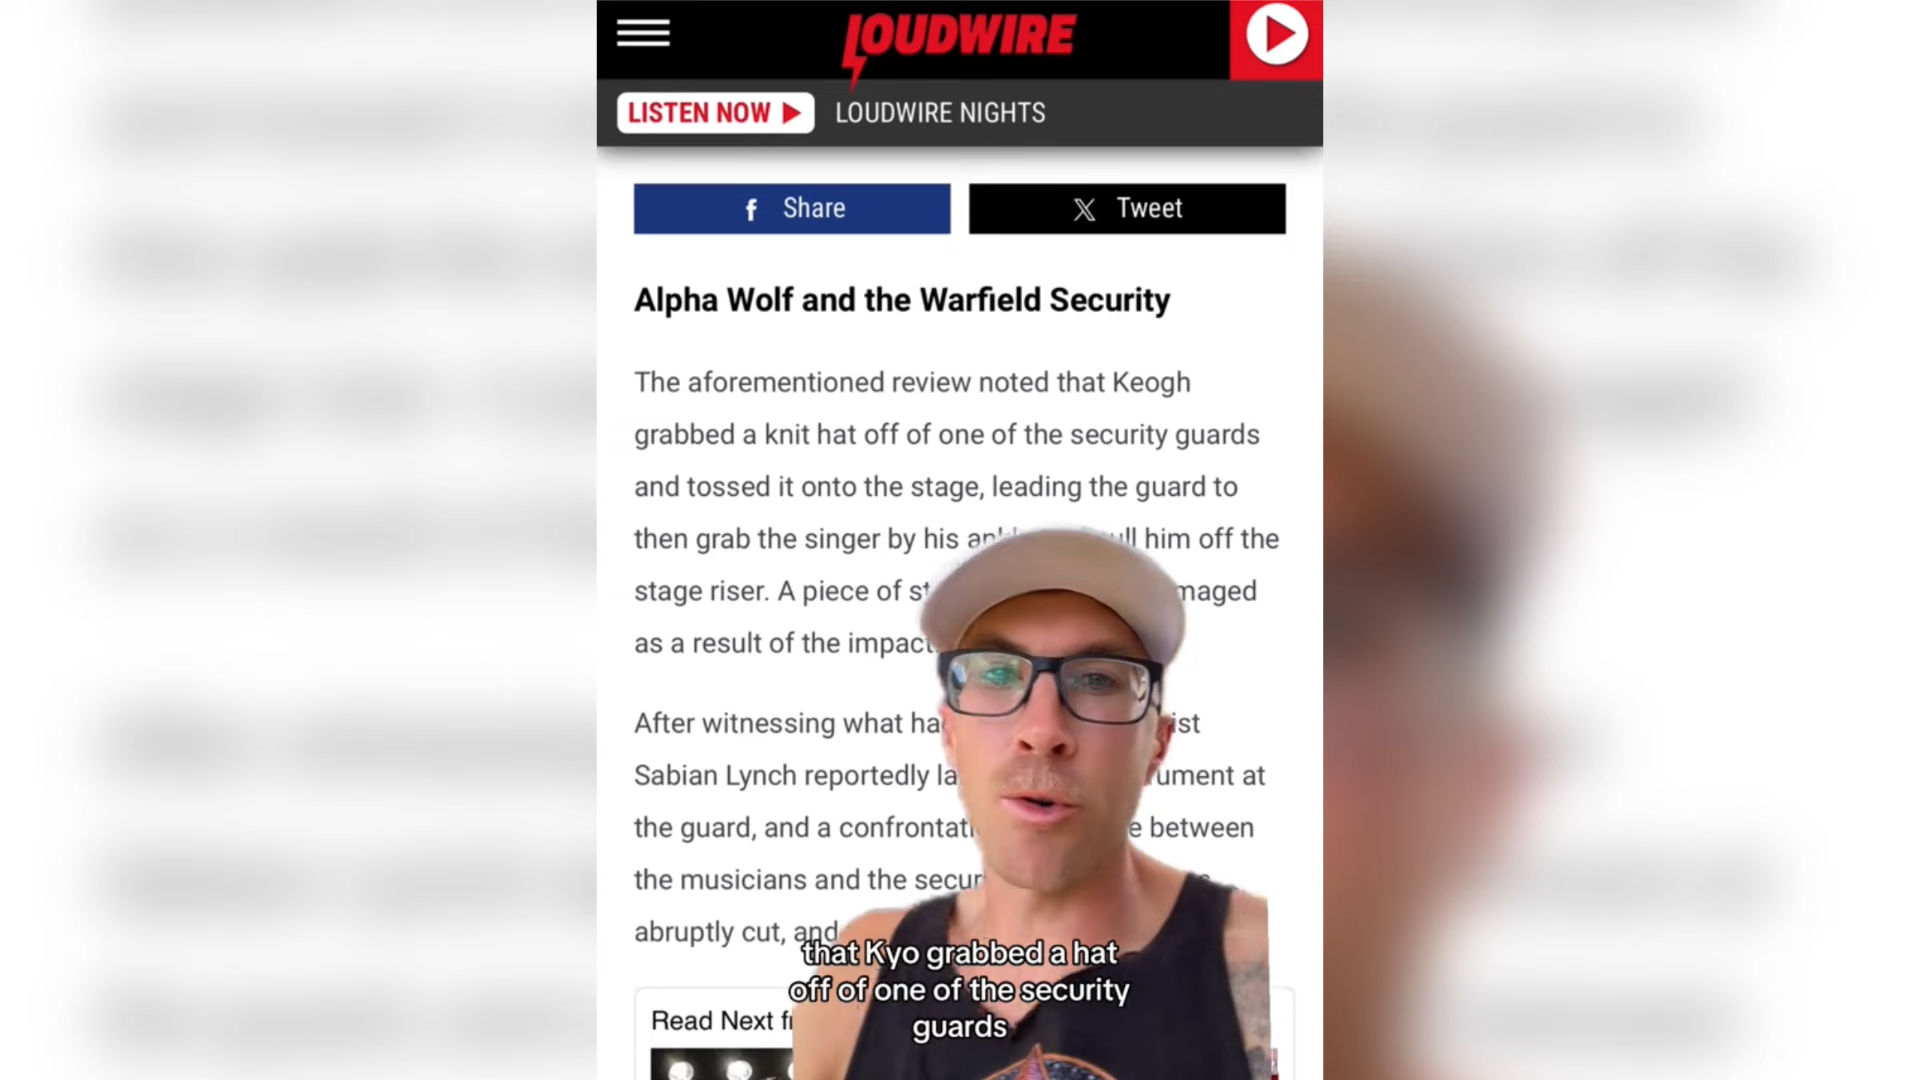 LOUDWIRE
LISTEN NOW LOUDWIRE NIGHTS
f Share X Tweet
Alpha Wolf and the Warfield Security
The aforementioned review noted that Keogh
grabbed a knit hat off of one of the security guards
and tossed it onto the stage, leading the guard to
then grab the singer by his him off the
stage riser. A piece of
as a result of the impact
After witnessing what
Sabian Lynch reportedly at
the guard, and a between
the musicians and the
abruptly cut, and
that Kyo grabbed a hat
off of one of the security
guards
Read Next